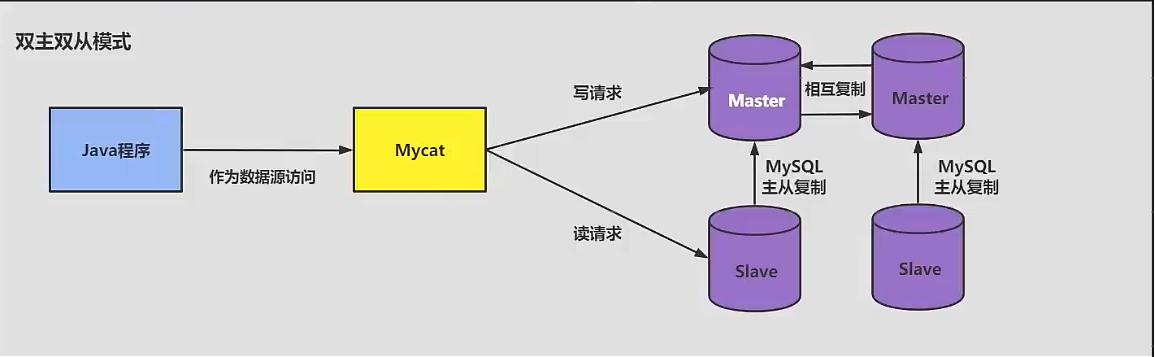 双主双从模式
Java程序
作为数据源访问
Mycat
写请求
读请求
Master
相互复制
Master
MySQL
主从复制
MySQL
主从复制
Slave
Slave